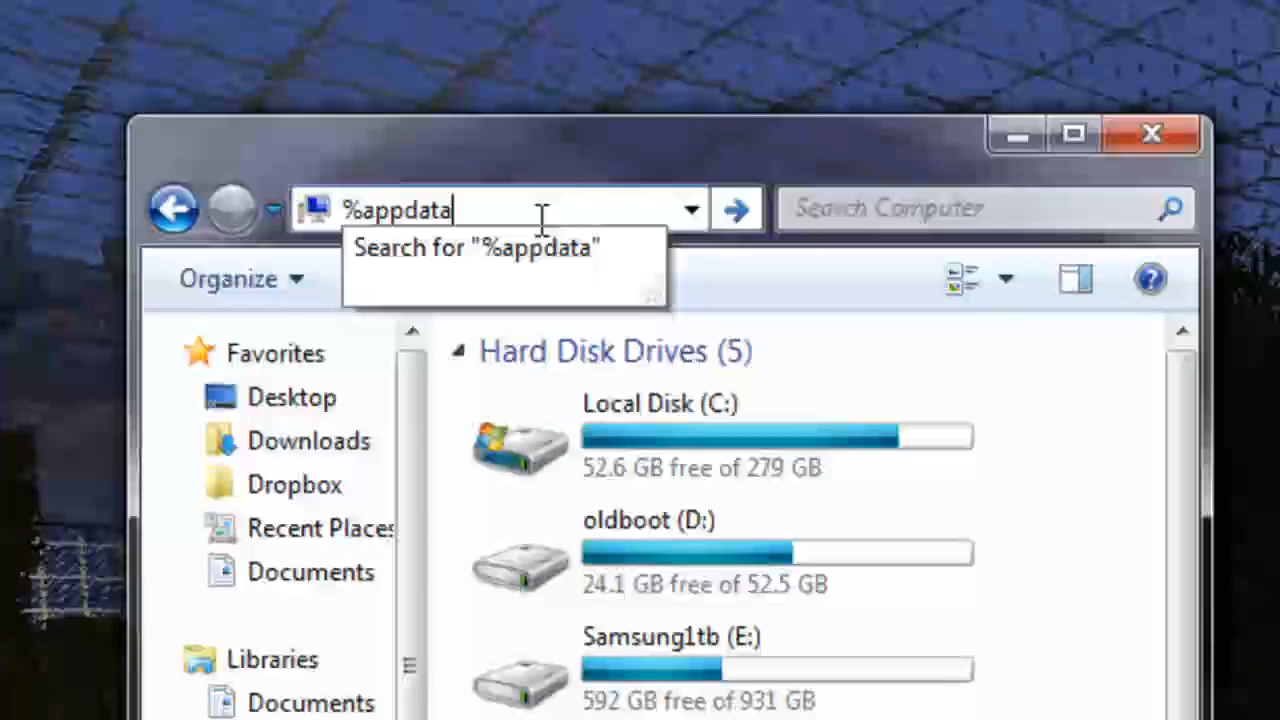 %appdata
Search Computer
Search for "%appdata"
Organize
Favorites
Desktop
Downloads
Dropbox
Recent Places
Documents
Libraries
Documents
Hard Disk Drives (5)
Local Disk (C:)
52.6 GB free of 279 GB
oldboot (D:)
24.1 GB free of 52.5 GB
Samsung1tb (E:)
592 GB free of 931 GB